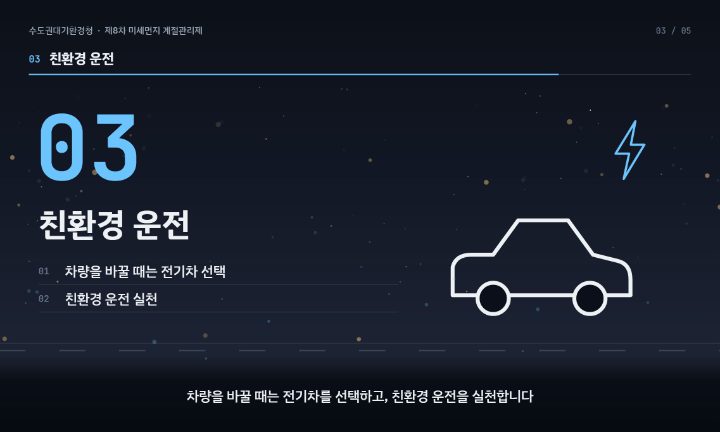 수도권대기환경청 · 제8차 미세먼지 계절관리제
03 / 05
03 친환경 운전
03
친환경 운전
01 차량을 바꿀 때는 전기차 선택
02 친환경 운전 실천
차량을 바꿀 때는 전기차를 선택하고, 친환경 운전을 실천합니다